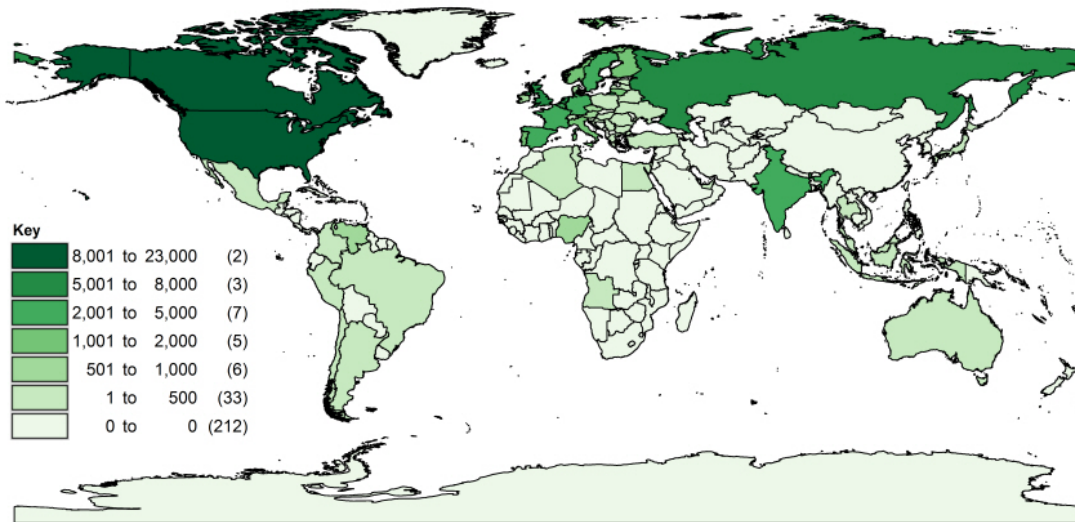 Key
8,001 to 23,000 (2)
5,001 to 8,000 (3)
2,001 to 5,000 (7)
1,001 to 2,000 (5)
501 to 1,000 (6)
1 to 500 (33)
0 to 0 (212)